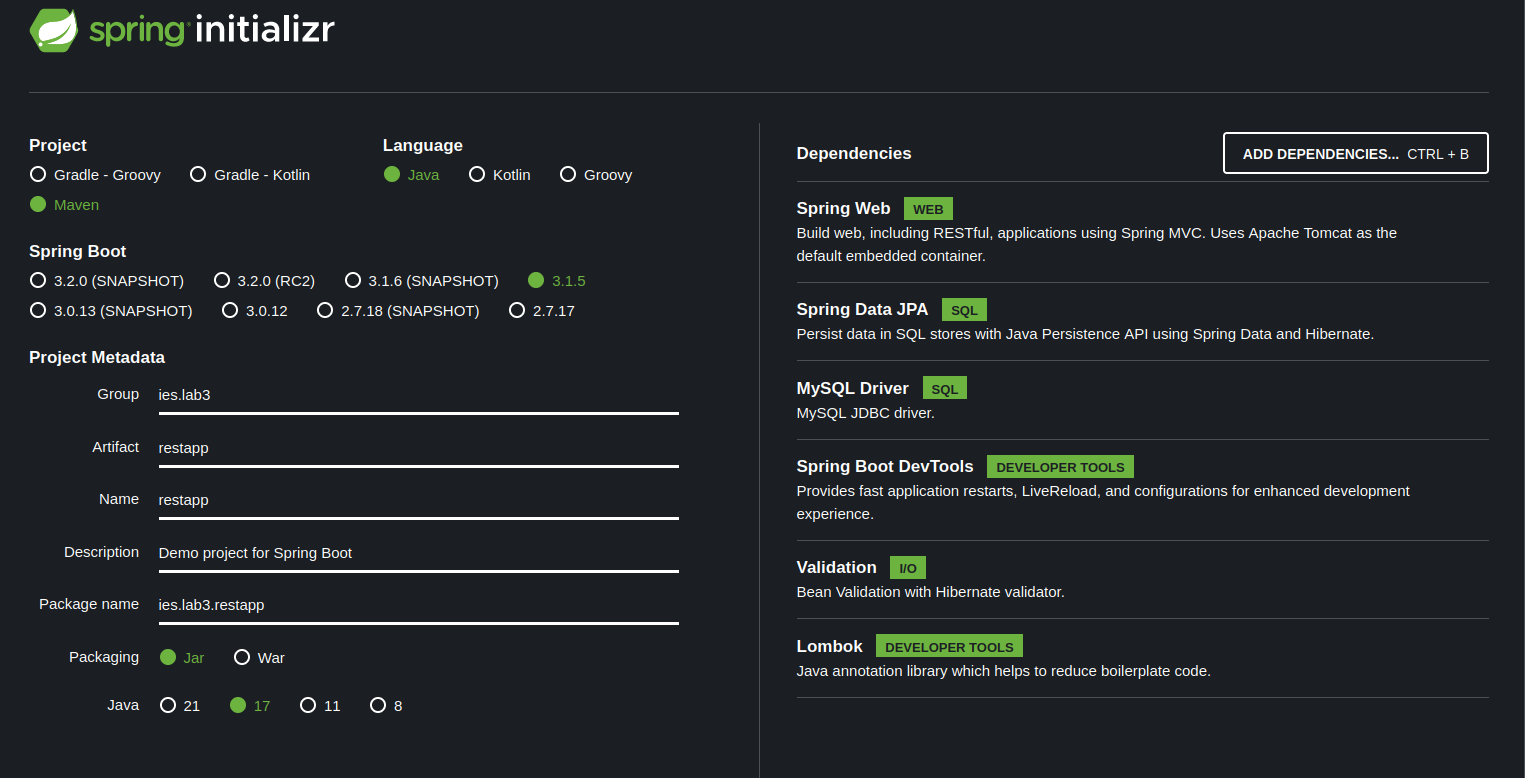 spring initializr
Project
Gradle - Groovy Gradle - Kotlin
Maven
Language
Java Kotlin Groovy
Spring Boot
3.2.0 (SNAPSHOT) 3.2.0 (RC2) 3.1.6 (SNAPSHOT) 3.1.5
3.0.13 (SNAPSHOT) 3.0.12 2.7.18 (SNAPSHOT) 2.7.17
Project Metadata
Group ies.lab3
Artifact restapp
Name restapp
Description Demo project for Spring Boot
Package name ies.lab3.restapp
Packaging Jar War
Java 21 17 11 8
Dependencies ADD DEPENDENCIES... CTRL + B
Spring Web WEB
Build web, including RESTful, applications using Spring MVC. Uses Apache Tomcat as the
default embedded container.
Spring Data JPA SQL
Persist data in SQL stores with Java Persistence API using Spring Data and Hibernate.
MySQL Driver SQL
MySQL JDBC driver.
Spring Boot DevTools DEVELOPER TOOLS
Provides fast application restarts, LiveReload, and configurations for enhanced development
experience.
Validation I/O
Bean Validation with Hibernate validator.
Lombok DEVELOPER TOOLS
Java annotation library which helps to reduce boilerplate code.